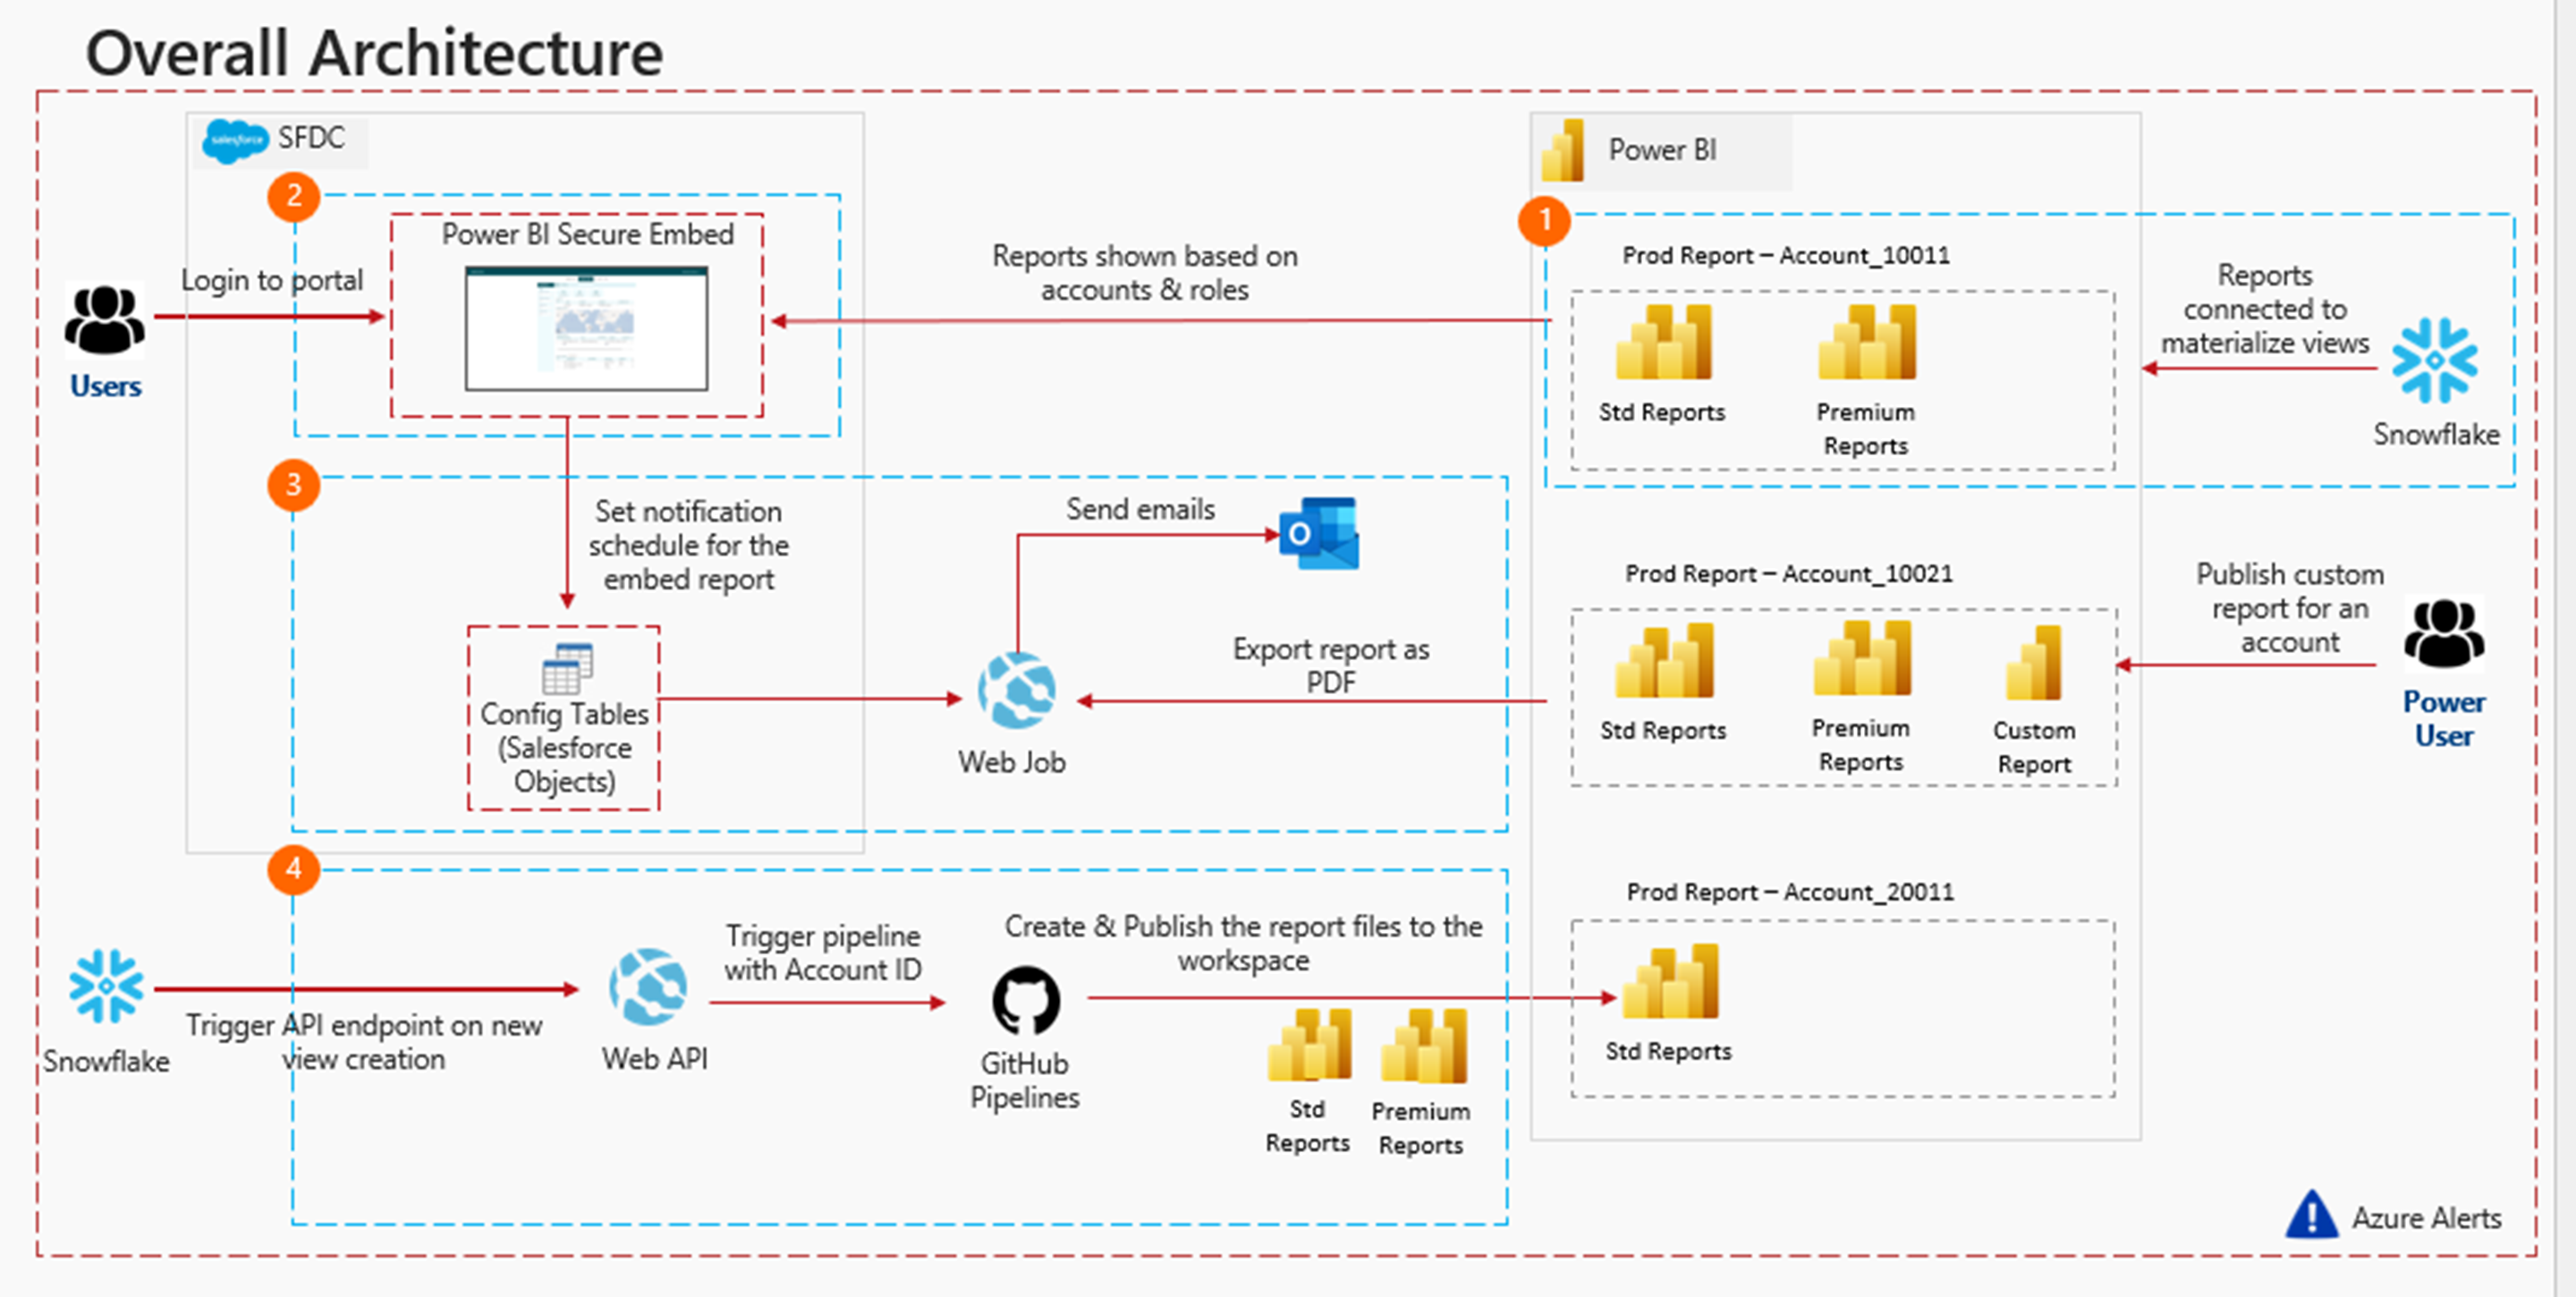 Overall Architecture
salesforce
SFDC
Power BI
2
1
Power BI Secure Embed
Login to portal
Users
Reports shown based on
accounts & roles
Prod Report – Account_10011
Std Reports
Premium
Reports
Reports
connected to
materialize views
Snowflake
3
Set notification
schedule for the
embed report
Send emails
O
Config Tables
(Salesforce
Objects)
Web Job
Export report as
PDF
Prod Report – Account_10021
Std Reports
Premium
Reports
Custom
Report
Publish custom
report for an
account
Power
User
4
Snowflake
Trigger API endpoint on new
view creation
Web API
Trigger pipeline
with Account ID
GitHub
Pipelines
Create & Publish the report files to the
workspace
Std
Reports
Premium
Reports
Prod Report – Account_20011
Std Reports
Azure Alerts